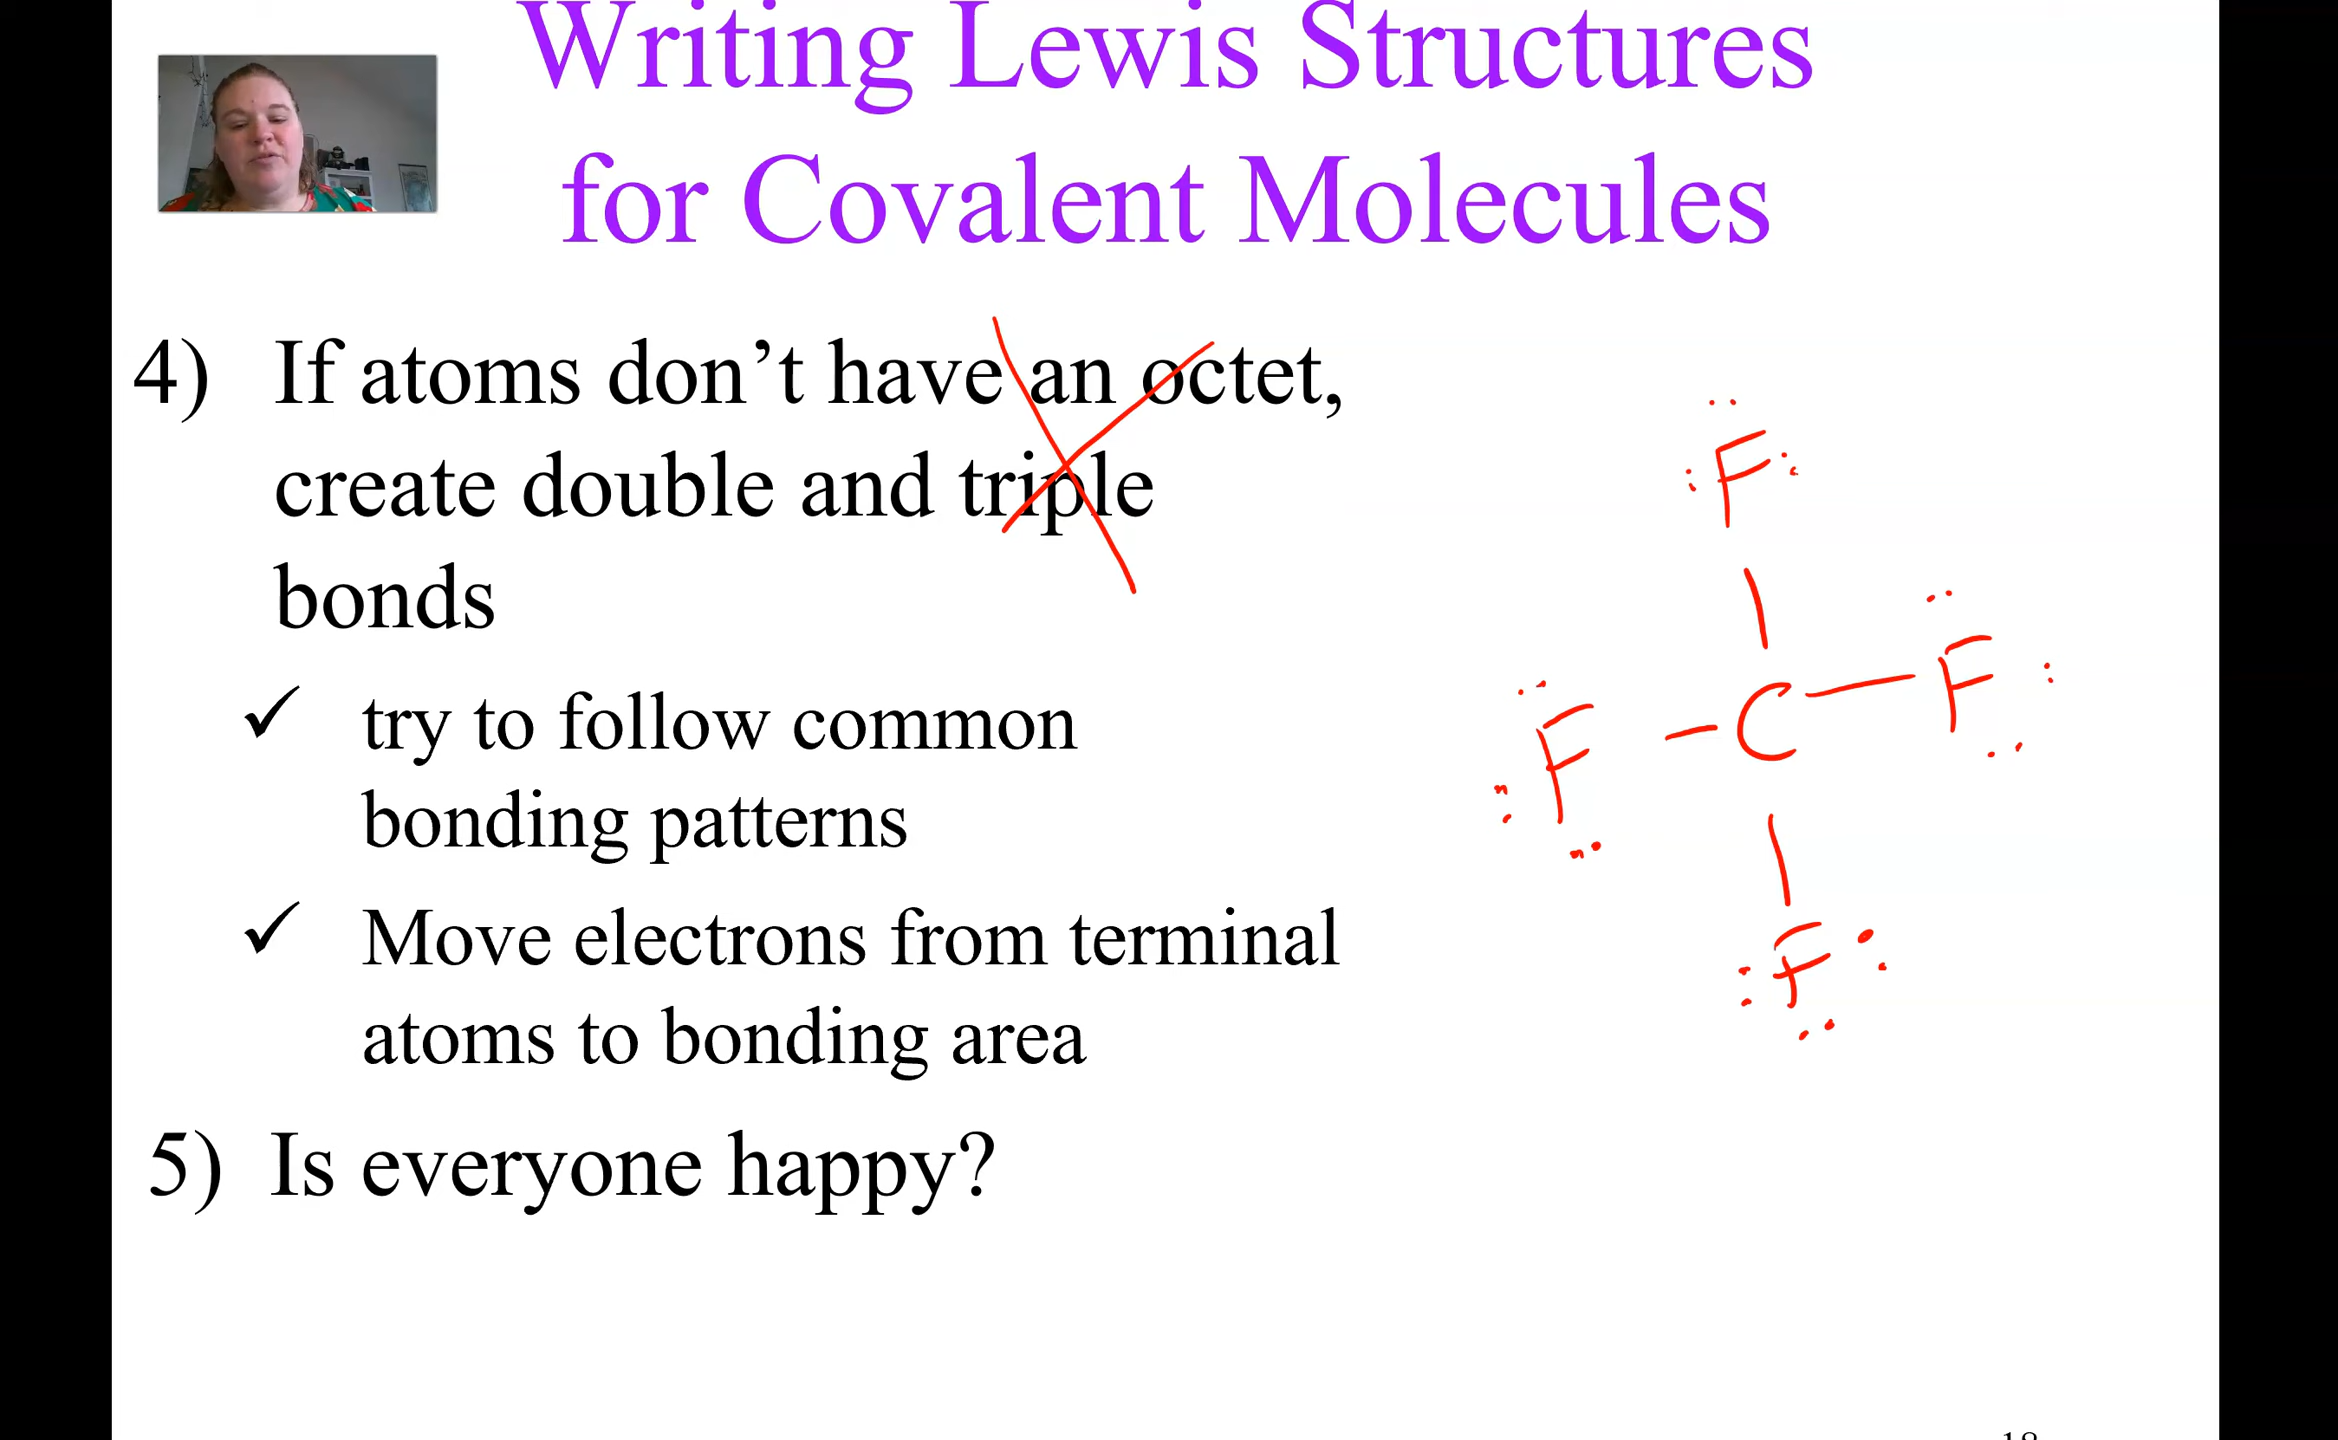 Writing Lewis Structures
for Covalent Molecules
4) If atoms don’t have an octet,
create double and triple
bonds
✓ try to follow common
bonding patterns
✓ Move electrons from terminal
atoms to bonding area
5) Is everyone happy?
F
F
F - C
F
18